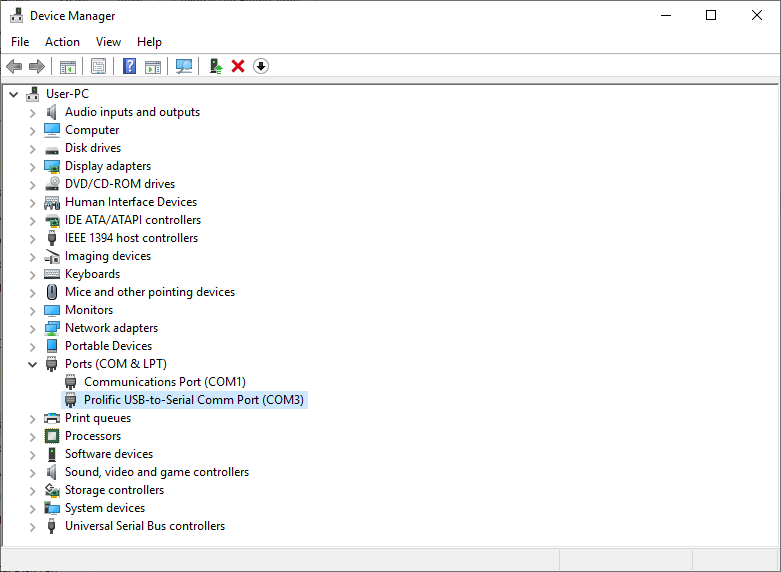 Device Manager
File Action View Help
User-PC
Audio inputs and outputs
Computer
Disk drives
Display adapters
DVD/CD-ROM drives
Human Interface Devices
IDE ATA/ATAPI controllers
IEEE 1394 host controllers
Imaging devices
Keyboards
Mice and other pointing devices
Monitors
Network adapters
Portable Devices
Ports (COM & LPT)
Communications Port (COM1)
Prolific USB-to-Serial Comm Port (COM3)
Print queues
Processors
Software devices
Sound, video and game controllers
Storage controllers
System devices
Universal Serial Bus controllers